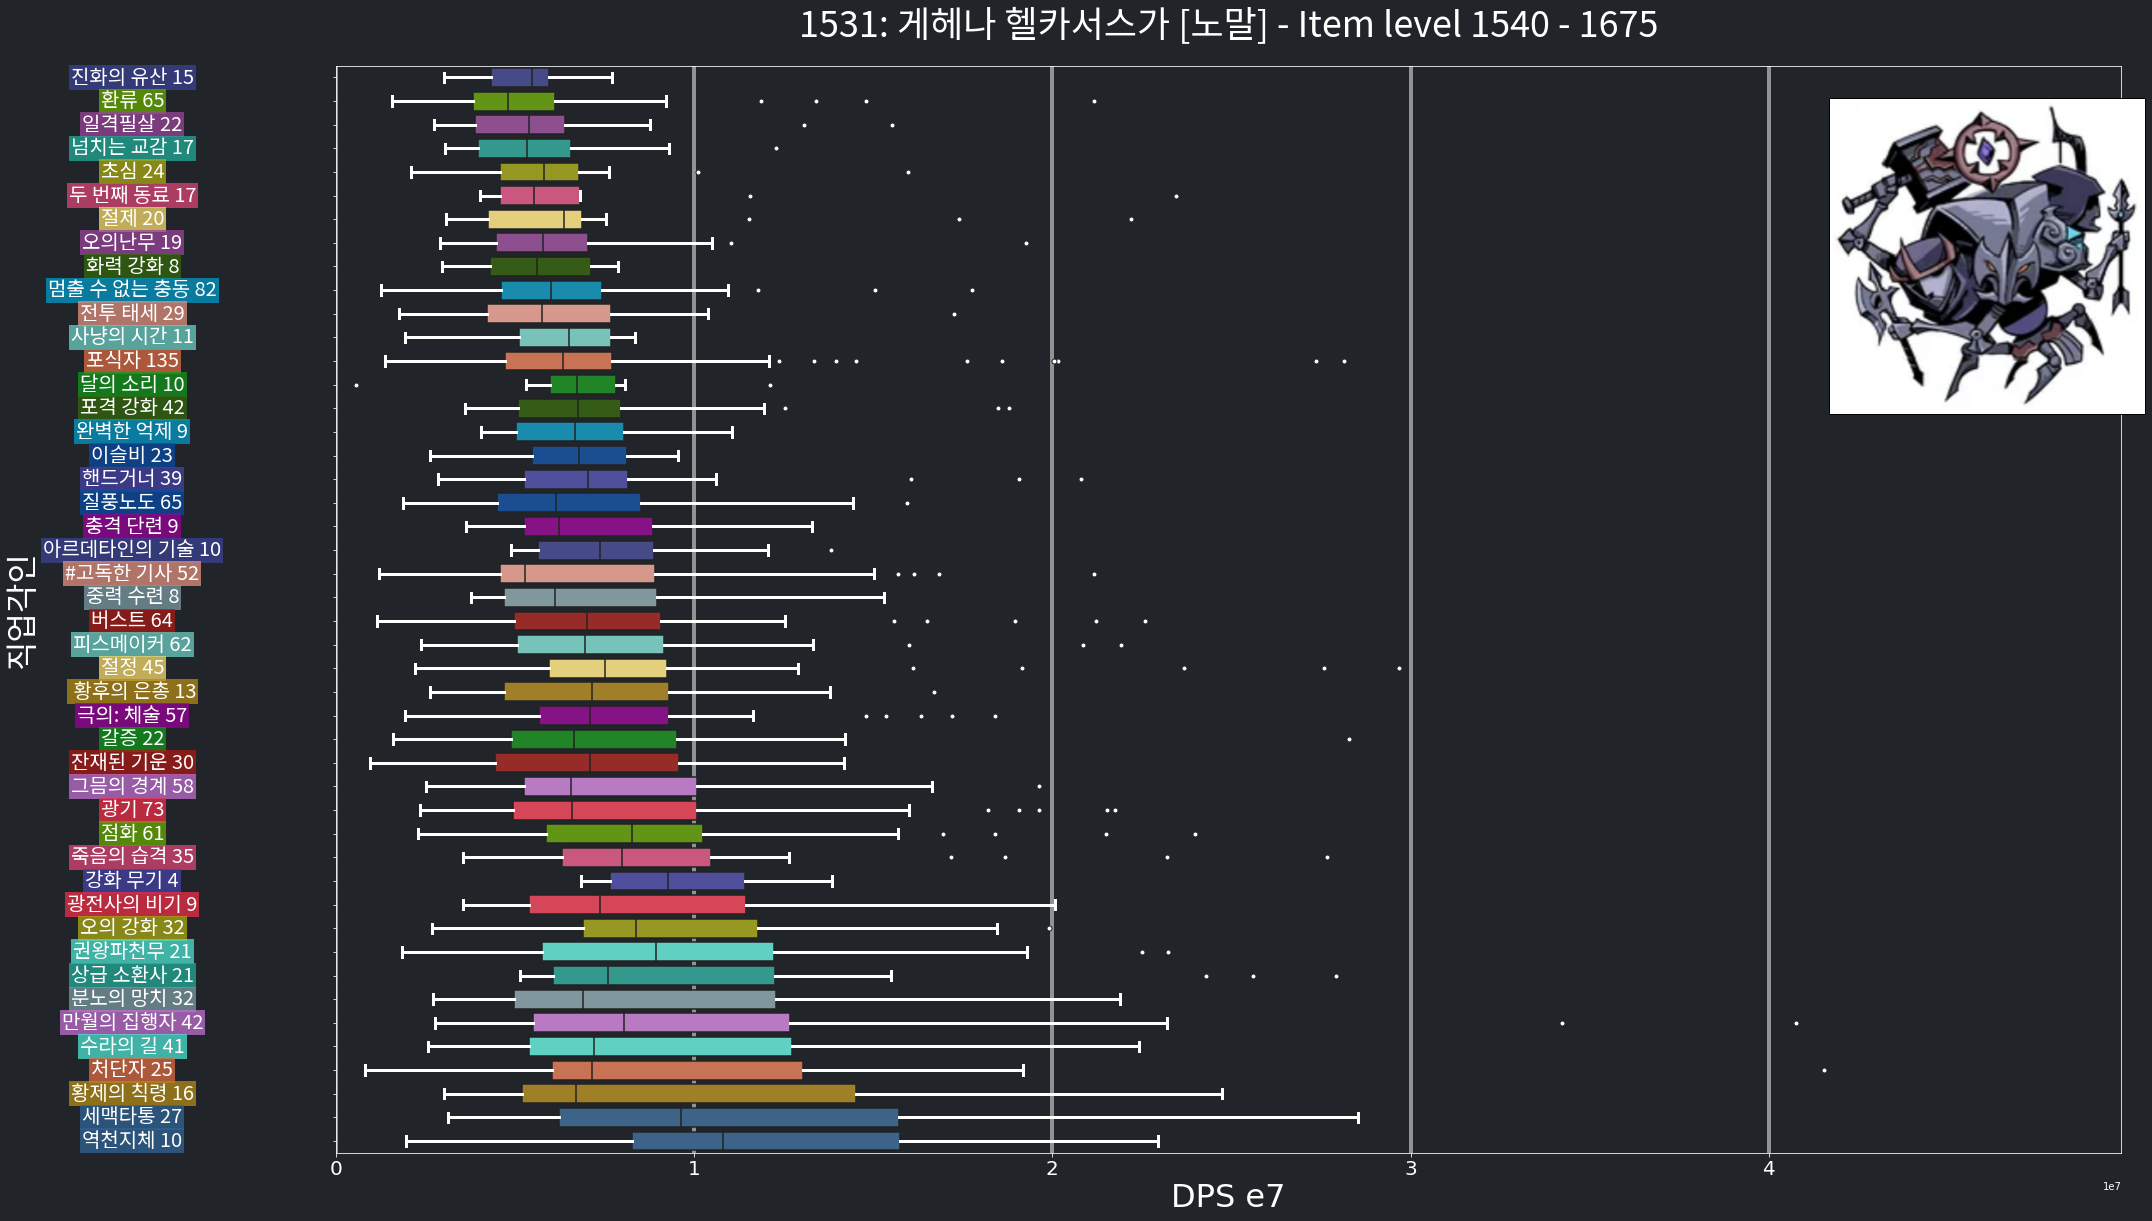 1531: 게헤나 헬카서스가 [노말] - Item level 1540 - 1675
진화의 유산 15
환류 65
일격필살 22
넘치는 교감 17
초심 24
두 번째 동료 17
절제 20
오의난무 19
화력 강화 8
멈출 수 없는 충동 82
전투 태세 29
사냥의 시간 11
포식자 135
달의 소리 10
포격 강화 42
완벽한 억제 9
이슬비 23
핸드거너 39
질풍노도 65
충격 단련 9
아르데타인의 기술 10
#고독한 기사 52
중력 수련 8
버스트 64
피스메이커 62
절정 45
황후의 은총 13
극의: 체술 57
갈증 22
잔재된 기운 30
그믐의 경계 58
광기 73
점화 61
죽음의 습격 35
강화 무기 4
광전사의 비기 9
오의 강화 32
권왕파천무 21
상급 소환사 21
분노의 망치 32
만월의 집행자 42
수라의 길 41
처단자 25
황제의 칙령 16
세맥타통 27
역천지체 10
직업각인
0 1 2 3 4
1e7
DPS e7